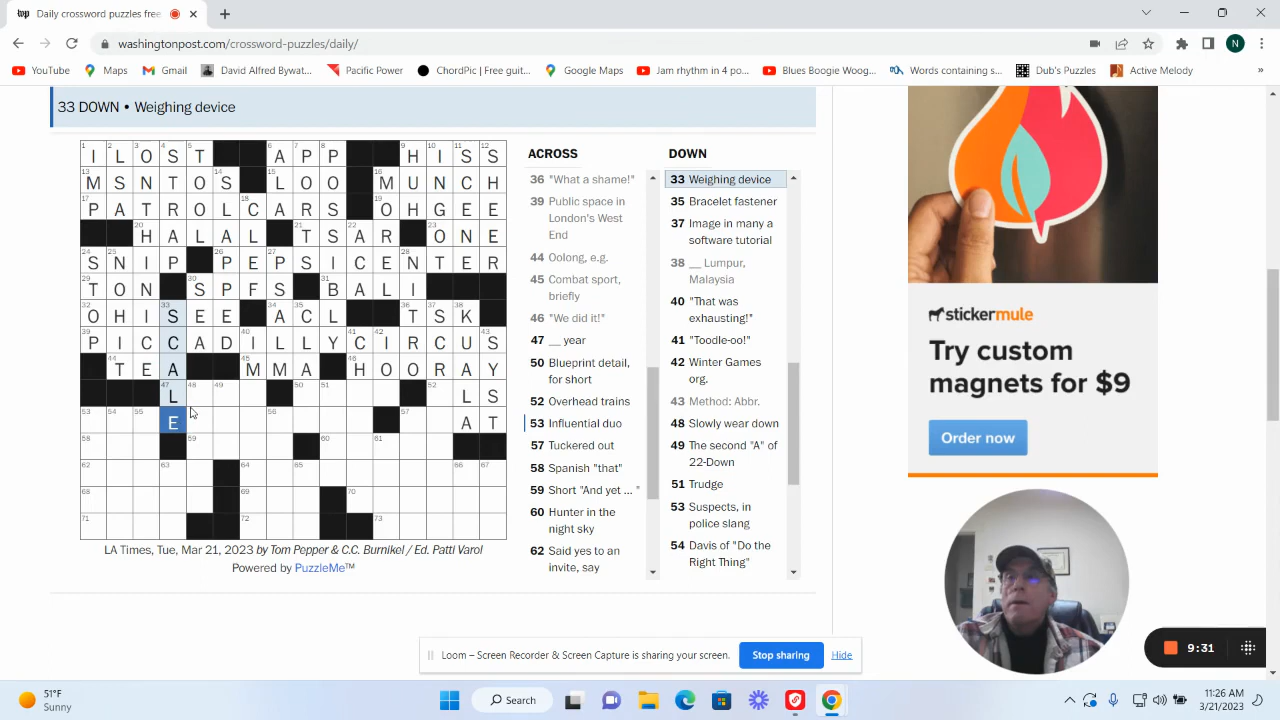 Daily crossword puzzles free
washingtonpost.com/crossword-puzzles/daily/
YouTube
Maps
Gmail
David Alfred Bywat...
Pacific Power
ChordPic | Free guit...
Google Maps
Jam rhythm in 4 po...
Blues Boogie Woog...
Words containing s...
Dub's Puzzles
Active Melody
»
33 DOWN • Weighing device
I L O S T A P P H I S S
M S N T O S L O O M U N C H
P A T R O L C A R S O H G E E
H A L A L T S A R O N E
S N I P P E P S I C E N T E R
T O N S P F S B A L I
O H I S E E A C L T S K
P I C C A D I L L Y C I R C U S
T E A M M A H O O R A Y
L L S
E A T
LA Times, Tue, Mar 21, 2023 by Tom Pepper & C.C. Burnikel / Ed. Patti Varol
Powered by PuzzleMe™
ACROSS
36 "What a shame!"
39 Public space in
London's West
End
44 Oolong, e.g.
45 Combat sport,
briefly
46 "We did it!"
47 __ year
50 Blueprint detail,
for short
52 Overhead trains
53 Influential duo
57 Tuckered out
58 Spanish "that"
59 Short "And yet ... "
60 Hunter in the
night sky
62 Said yes to an
invite, say
DOWN
33 Weighing device
35 Bracelet fastener
37 Image in many a
software tutorial
38 __ Lumpur,
Malaysia
40 "That was
exhausting!"
41 "Toodle-oo!"
42 Winter Games
org.
43 Method: Abbr.
48 Slowly wear down
49 The second "A" of
22-Down
51 Trudge
53 Suspects, in
police slang
54 Davis of "Do the
Right Thing"
stickermule
Try custom
magnets for $9
Order now
Loom – Screen Recorder & Screen Capture is sharing your screen.
Stop sharing
Hide
9:31
51°F
Sunny
Search
11:26 AM
3/21/2023